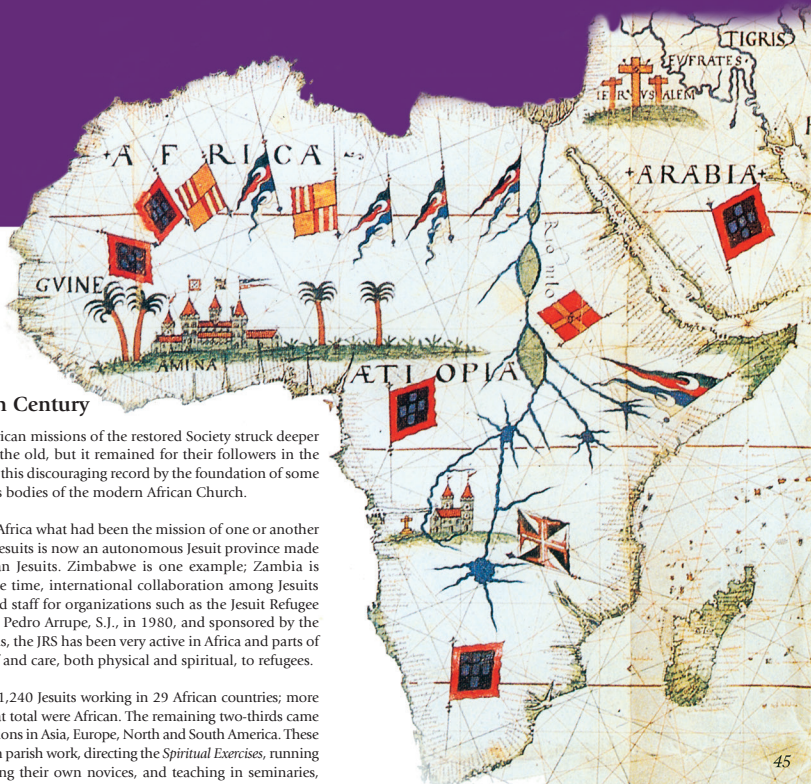 TIGRIS
EVFRATES
IERVSALEM
AFRICA
ARABIA
Rio nilo
GVINE
AMINA
ÆTIOPIA
Century
ican missions of the restored Society struck deeper
the old, but it remained for their followers in the
this discouraging record by the foundation of some
bodies of the modern African Church.
Africa what had been the mission of one or another
esuits is now an autonomous Jesuit province made
an Jesuits. Zimbabwe is one example; Zambia is
e time, international collaboration among Jesuits
d staff for organizations such as the Jesuit Refugee
Pedro Arrupe, S.J., in 1980, and sponsored by the
s, the JRS has been very active in Africa and parts of
f and care, both physical and spiritual, to refugees.
1,240 Jesuits working in 29 African countries; more
at total were African. The remaining two-thirds came
ions in Asia, Europe, North and South America. These
n parish work, directing the Spiritual Exercises, running
ng their own novices, and teaching in seminaries,
45